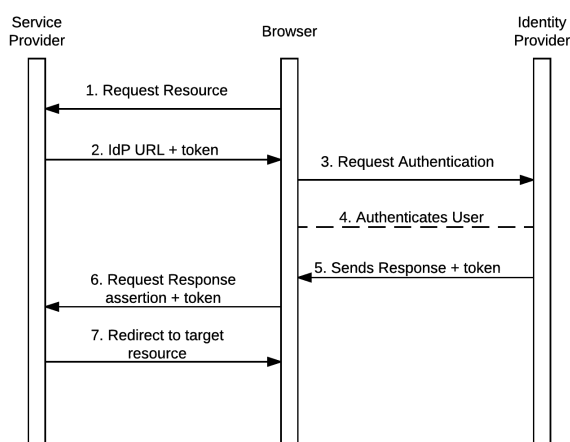 Service
Provider
Browser
Identity
Provider
1. Request Resource
2. IdP URL + token
3. Request Authentication
4. Authenticates User
5. Sends Response + token
6. Request Response
assertion + token
7. Redirect to target
resource